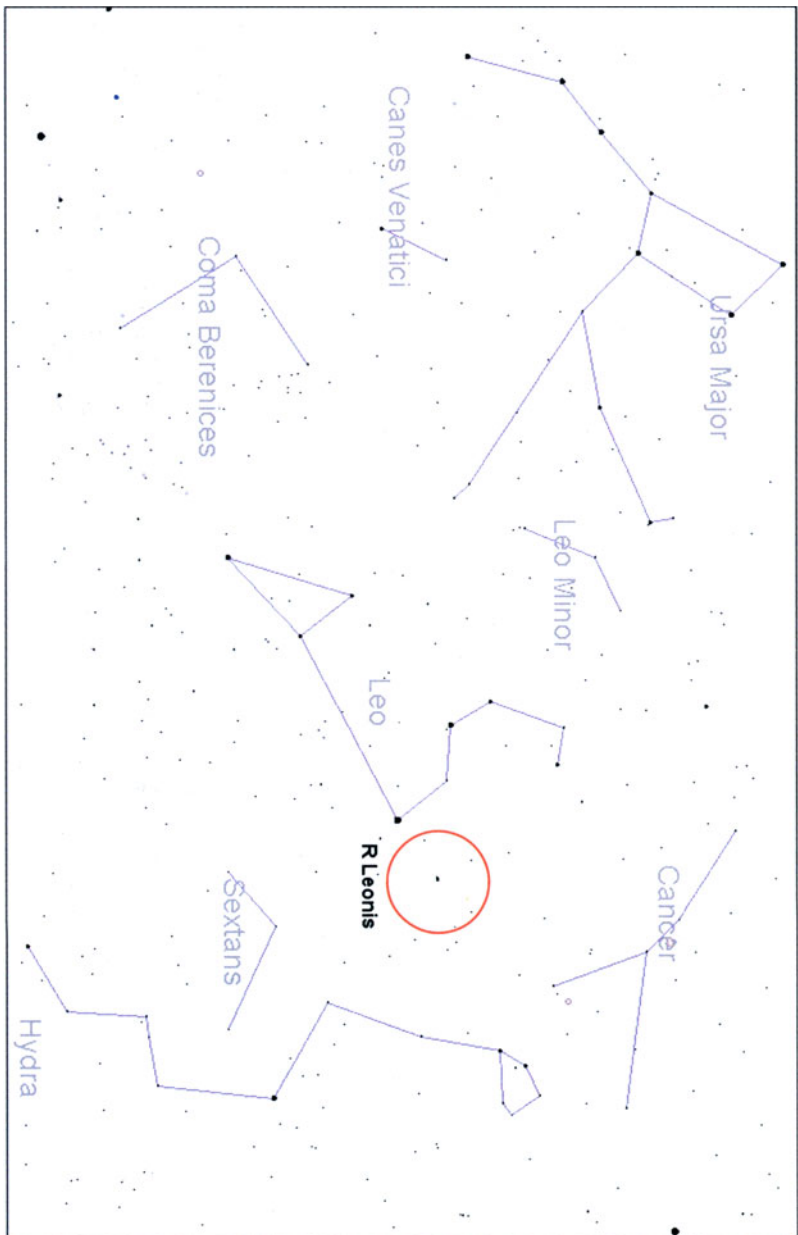 Canes Venatici
Ursa Major
Coma Berenices
Leo Minor
Leo
R Leonis
Cancer
Sextans
Hydra